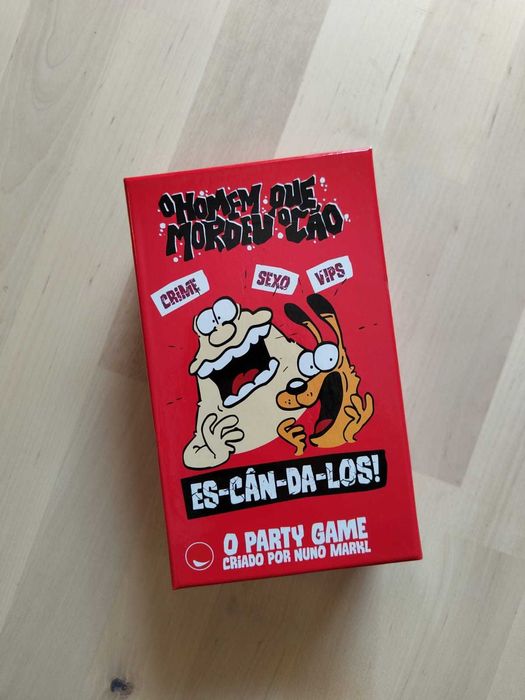 O HOMEM QUE
MORDEU O CÃO
CRIME
SEXO
VIPS
ES-CÂN-DA-LOS!
O PARTY GAME
CRIADO POR NUNO MARKL